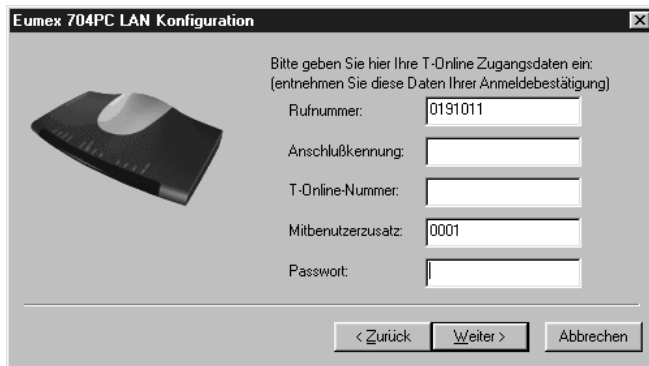 Eumex 704PC LAN Konfiguration
Bitte geben Sie hier Ihre T-Online Zugangsdaten ein:
(entnehmen Sie diese Daten Ihrer Anmeldebestätigung)
Rufnummer: 0191011
Anschlußkennung:
T-Online-Nummer:
Mitbenutzerzusatz: 0001
Passwort:
< Zurück Weiter > Abbrechen